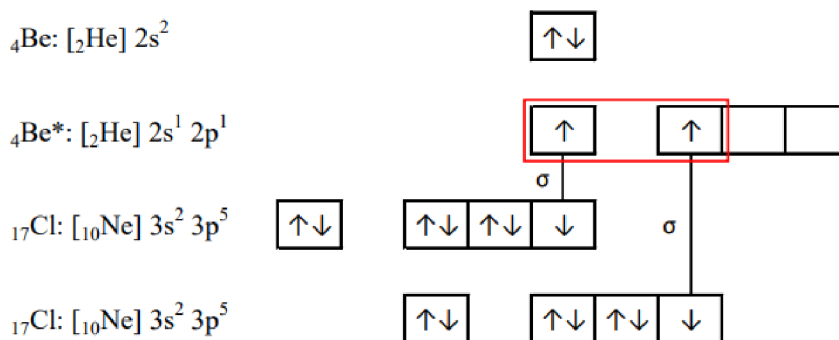 ₄Be: [₂He] 2s² ↑↓
₄Be*: [₂He] 2s¹ 2p¹ ↑ ↑
σ
₁₇Cl: [₁₀Ne] 3s² 3p⁵ ↑↓ ↑↓ ↑↓ ↓
σ
₁₇Cl: [₁₀Ne] 3s² 3p⁵ ↑↓ ↑↓ ↑↓ ↓